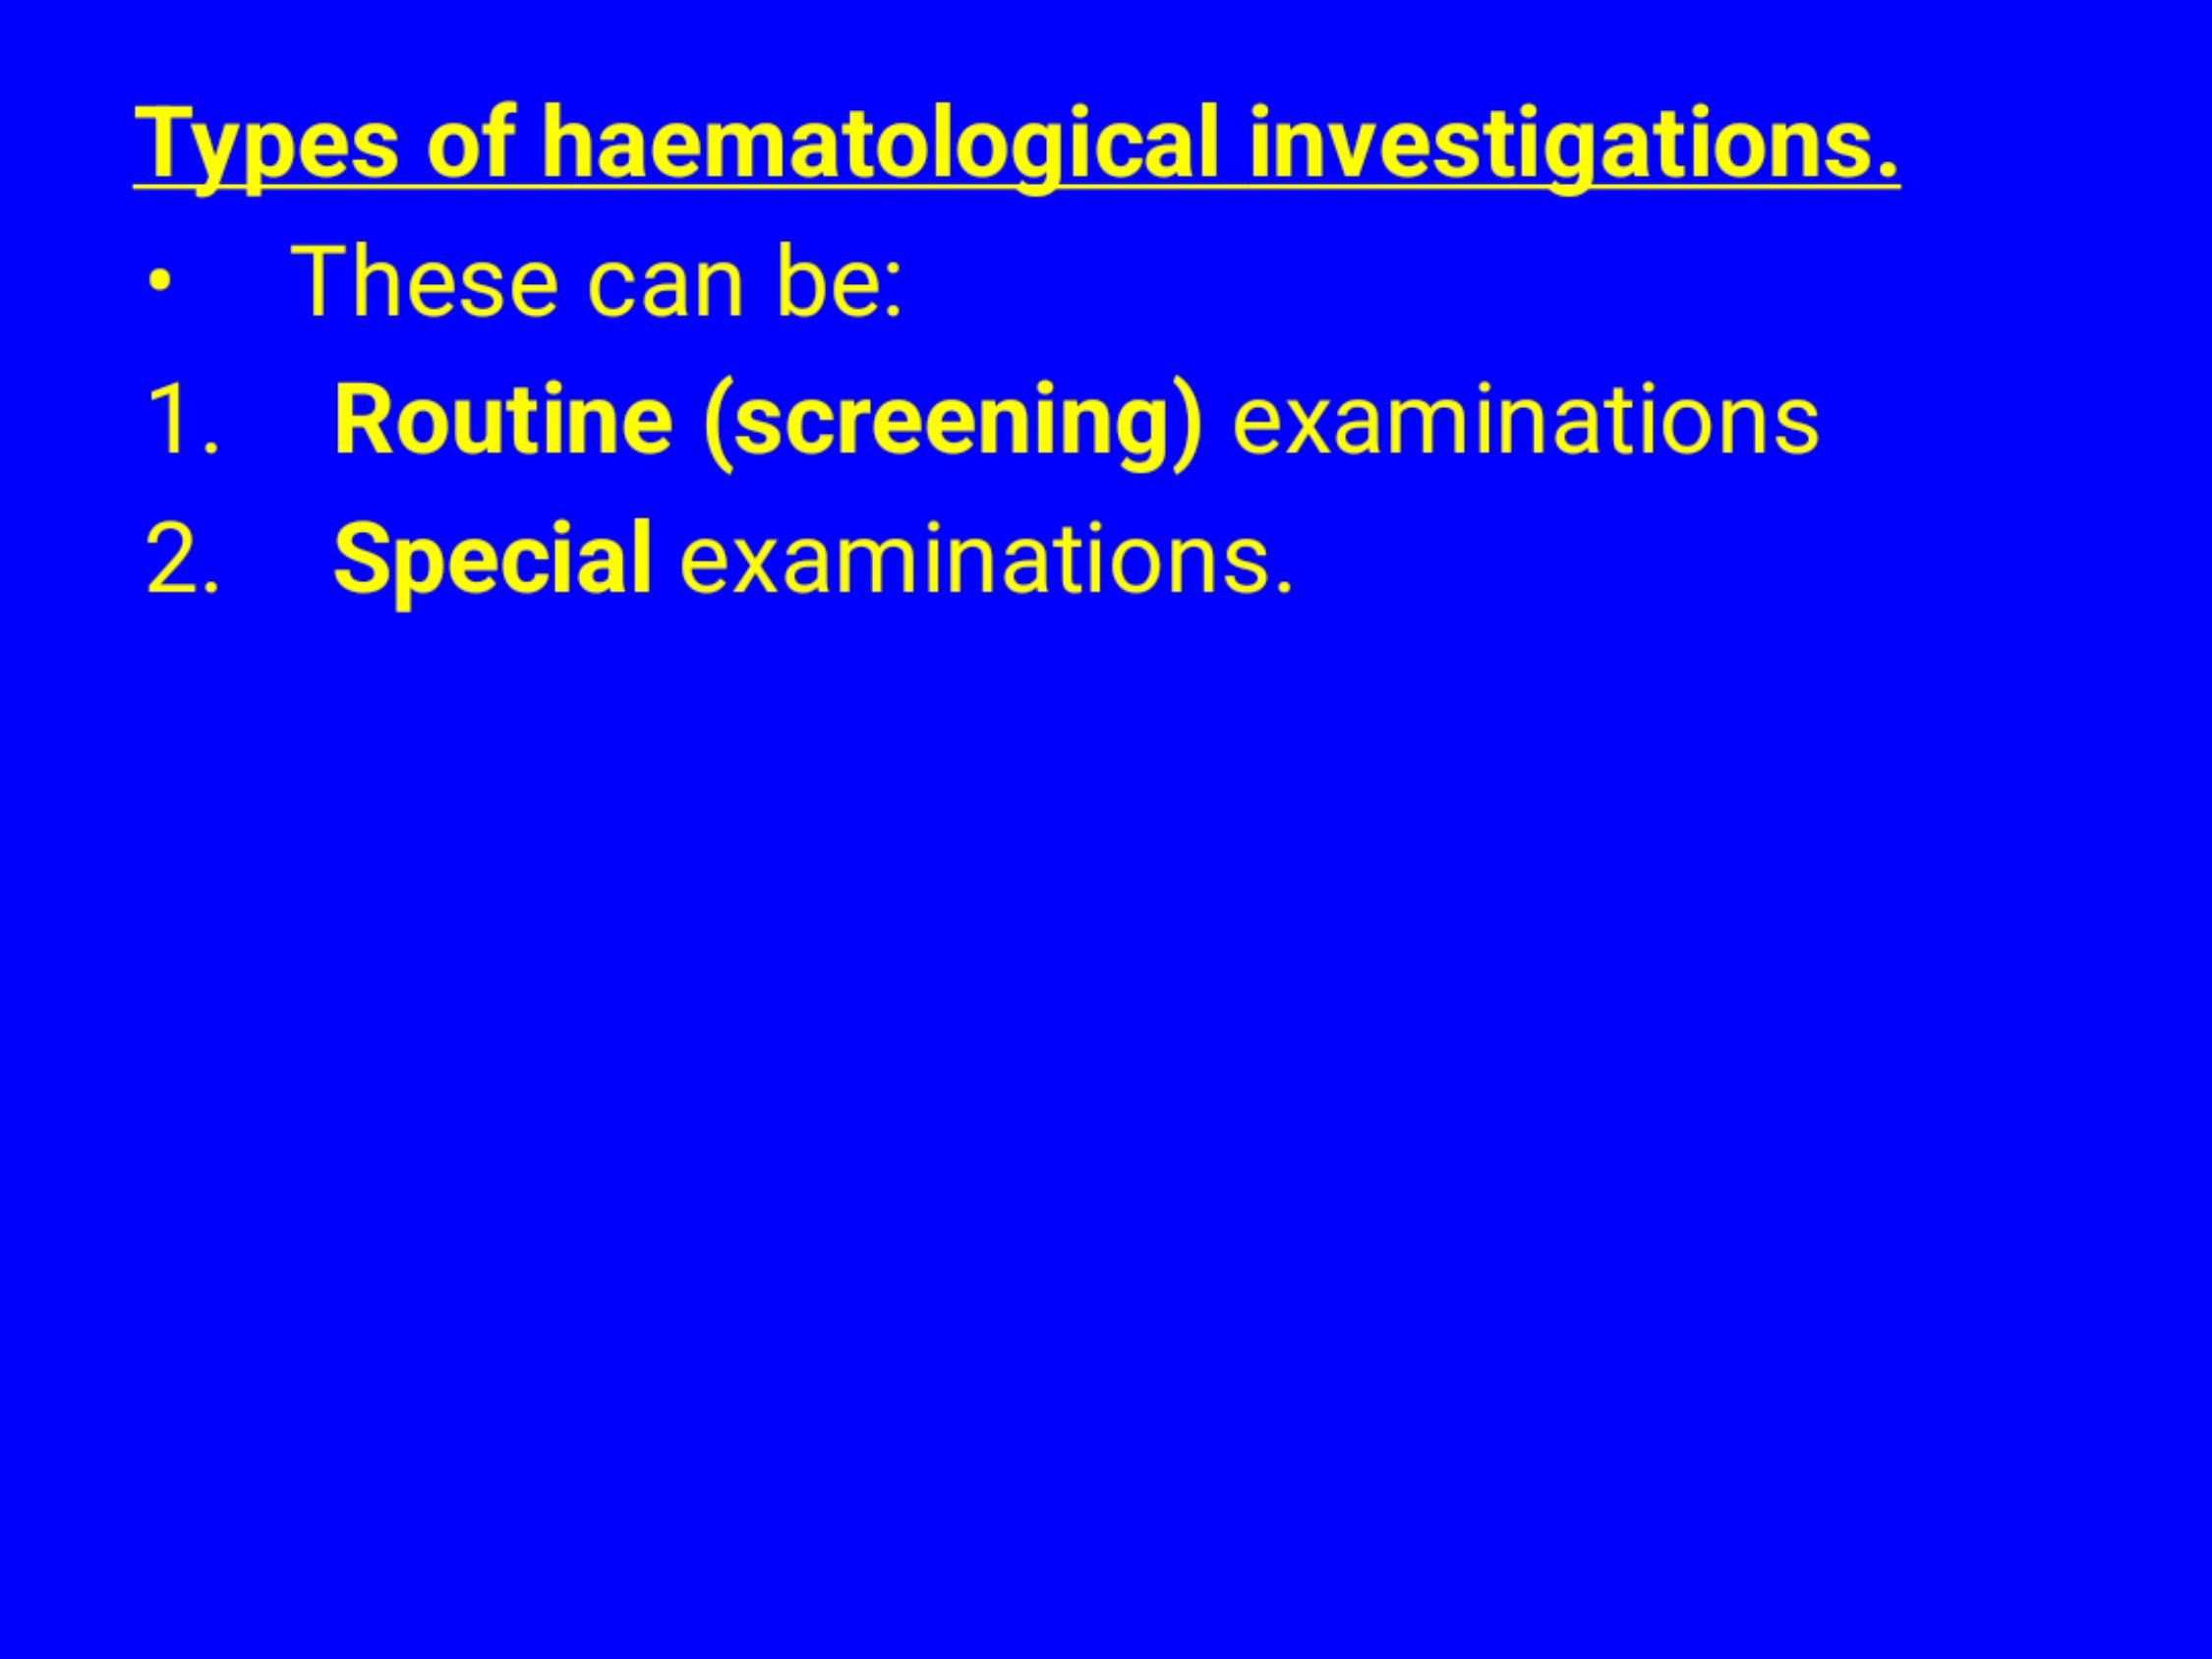 Types of haematological investigations.
• These can be:
1. Routine (screening) examinations
2. Special examinations.